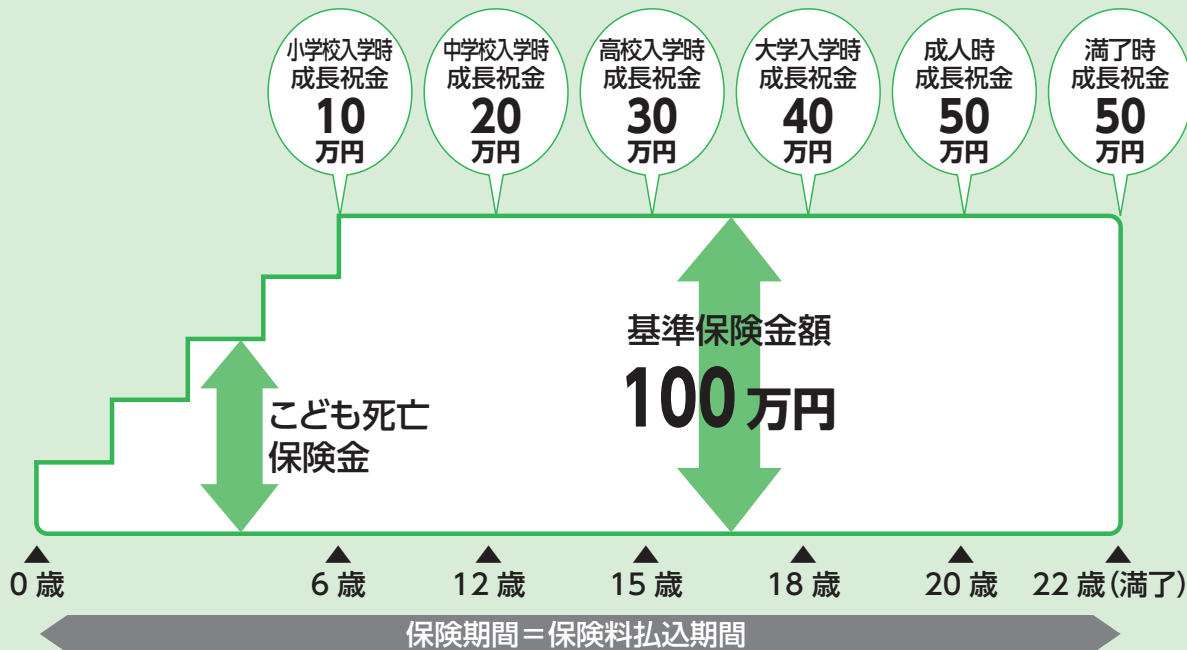 小学校入学時
成長祝金
10
万円
中学校入学時
成長祝金
20
万円
高校入学時
成長祝金
30
万円
大学入学時
成長祝金
40
万円
成人時
成長祝金
50
万円
満了時
成長祝金
50
万円
こども死亡
保険金
基準保険金額
100万円
0歳
6歳
12歳
15歳
18歳
20歳
22歳(満了)
保険期間=保険料払込期間